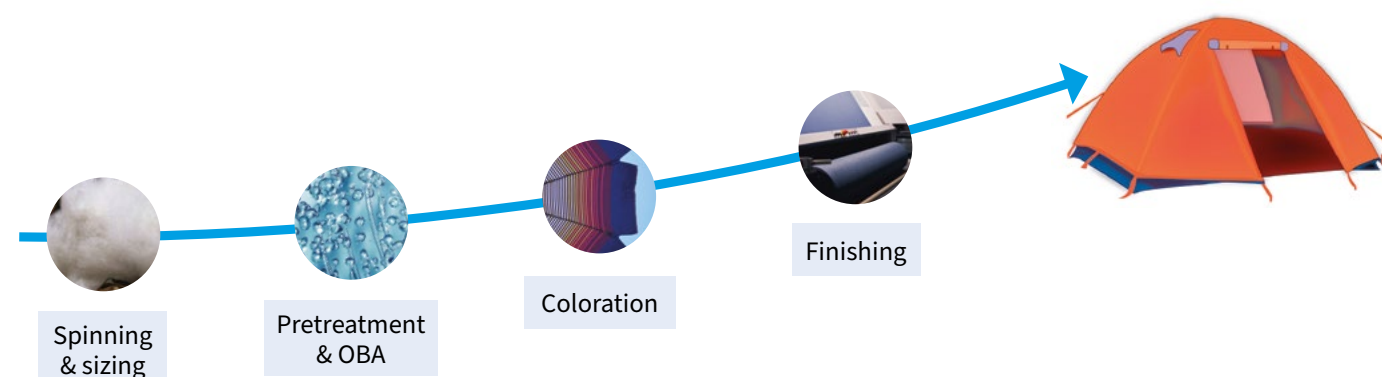 Spinning
& sizing
Pretreatment
& OBA
Coloration
Finishing